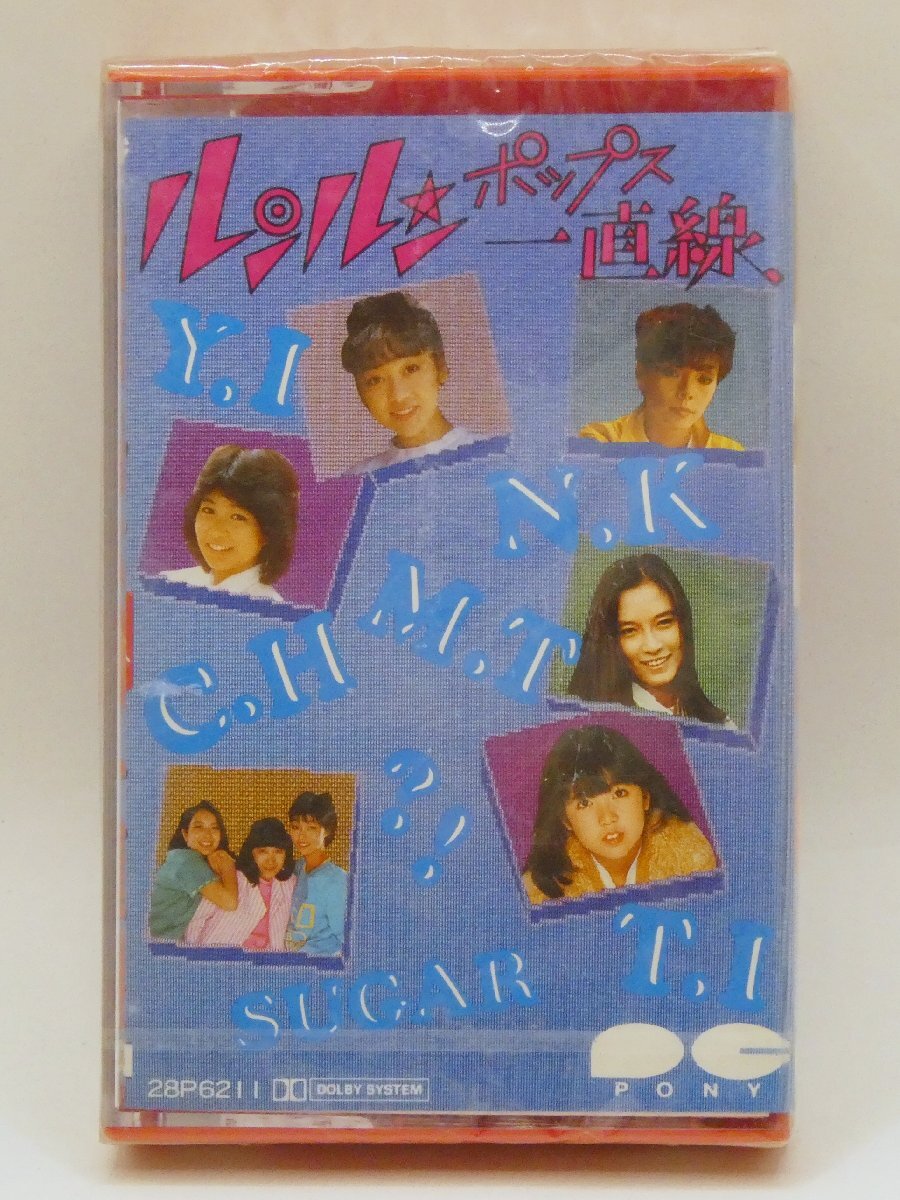 ルンルン
ポップス
一直線、
Y.I
N.K
M.T
C.H
?!
T.I
SUGAR
28P6211 DOLBY SYSTEM
PONY